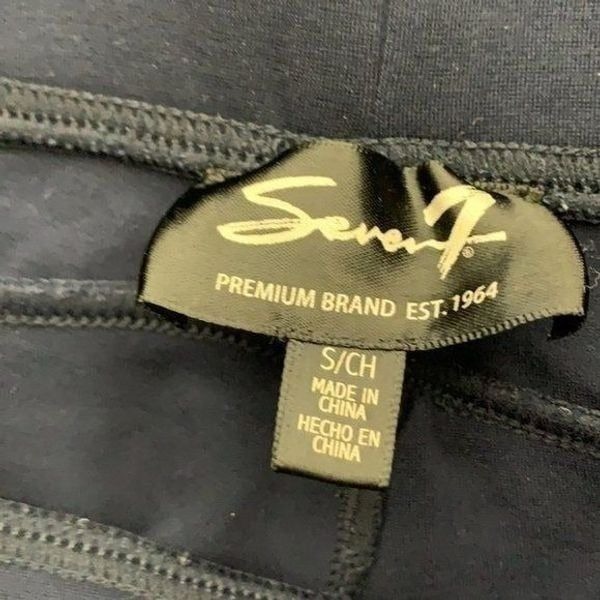 Seven7®
PREMIUM BRAND EST. 1964
S/CH
MADE IN
CHINA
HECHO EN
CHINA